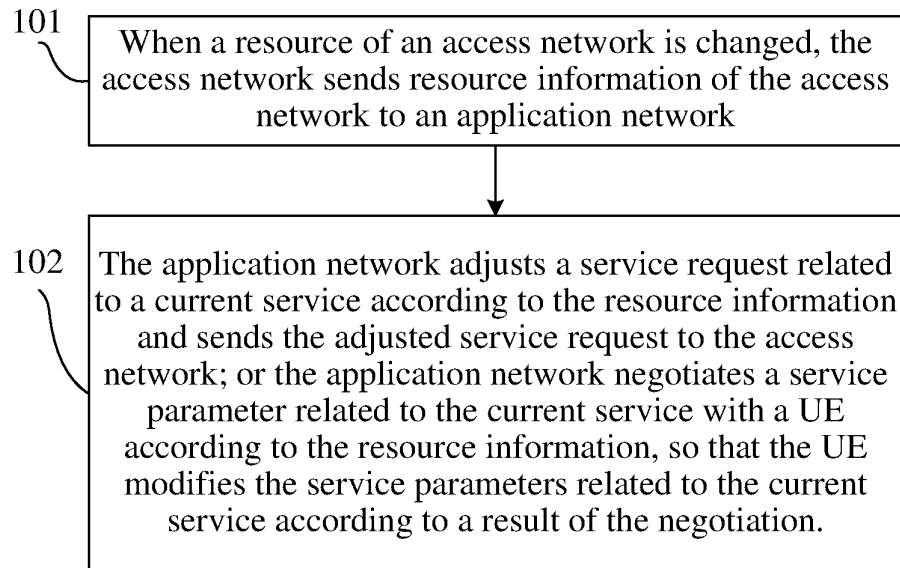 101
When a resource of an access network is changed, the
access network sends resource information of the access
network to an application network
102
The application network adjusts a service request related
to a current service according to the resource information
and sends the adjusted service request to the access
network; or the application network negotiates a service
parameter related to the current service with a UE
according to the resource information, so that the UE
modifies the service parameters related to the current
service according to a result of the negotiation.